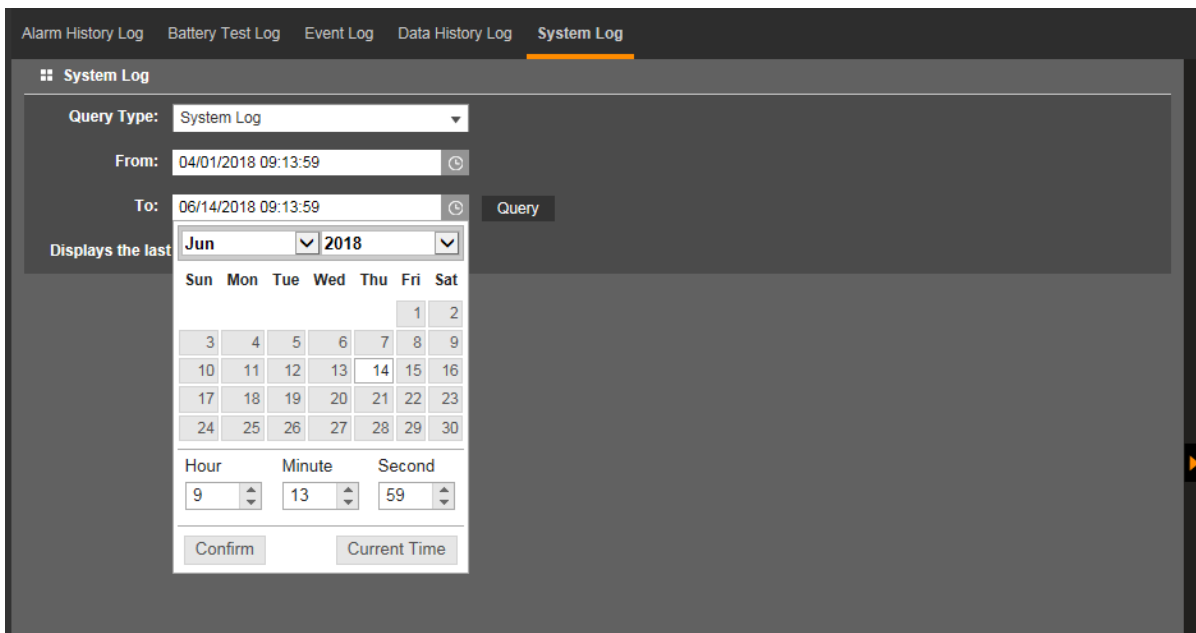 Alarm History Log Battery Test Log Event Log Data History Log System Log
System Log
Query Type: System Log
From: 04/01/2018 09:13:59
To: 06/14/2018 09:13:59 Query
Displays the last
Jun 2018
Sun Mon Tue Wed Thu Fri Sat
1 2
3 4 5 6 7 8 9
10 11 12 13 14 15 16
17 18 19 20 21 22 23
24 25 26 27 28 29 30
Hour Minute Second
9 13 59
Confirm Current Time